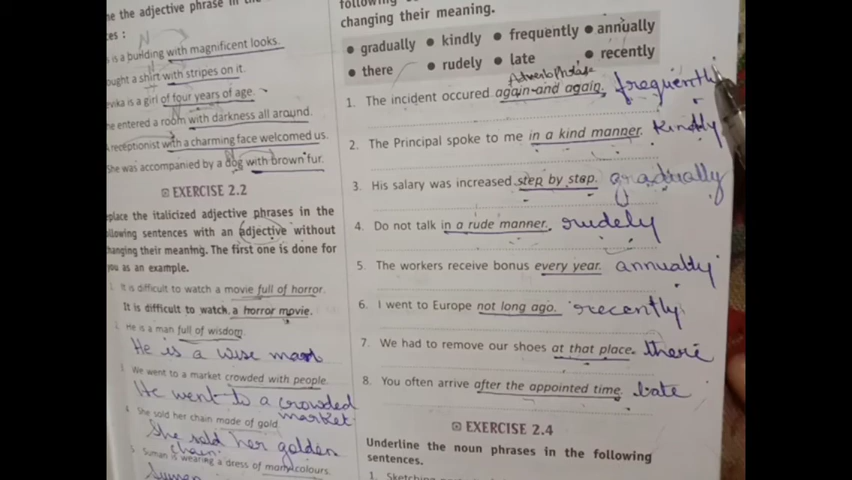 the adjective phrase in
ces :
is a building with magnificent looks.
ought a shirt with stripes on it.
evika is a girl of four years of age.
he entered a room with darkness all around.
receptionist with a charming face welcomed us.
She was accompanied by a dog with brown fur.
EXERCISE 2.2
place the italicized adjective phrases in the
llowing sentences with an adjective without
hanging their meaning. The first one is done for
you as an example.
It is difficult to watch a movie full of horror.
It is difficult to watch a horror movie.
He is a man full of wisdom.
He is a wise man
We went to a market crowded with people.
He went to a crowded
market
4. She sold her chain made of gold
She sold her golden
chain
Suman is wearing a dress of many colours.
Suman
following
changing their meaning.
• gradually • kindly • frequently • annually
• there • rudely • late • recently
Adverb Phrase
1. The incident occured again and again. frequently
2. The Principal spoke to me in a kind manner. kindly
3. His salary was increased step by step. gradually
4. Do not talk in a rude manner. rudely
5. The workers receive bonus every year. annually
6. I went to Europe not long ago. recently
7. We had to remove our shoes at that place. there
8. You often arrive after the appointed time. late
EXERCISE 2.4
Underline the noun phrases in the following
sentences.
1. Sketching